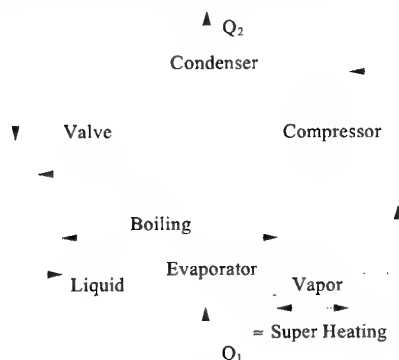 Q₂
Condenser
Valve Compressor
Boiling
Evaporator
Liquid Vapor
= Super Heating
Q₁